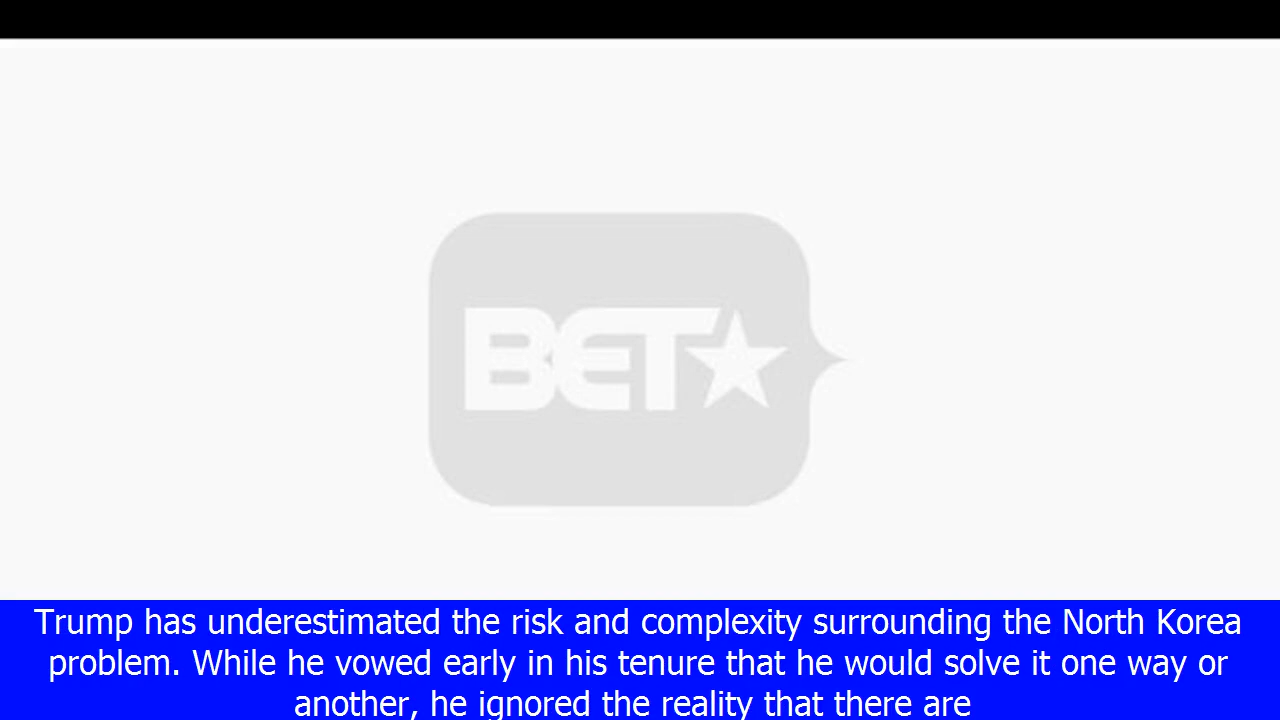 BET
Trump has underestimated the risk and complexity surrounding the North Korea
problem. While he vowed early in his tenure that he would solve it one way or
another, he ignored the reality that there are